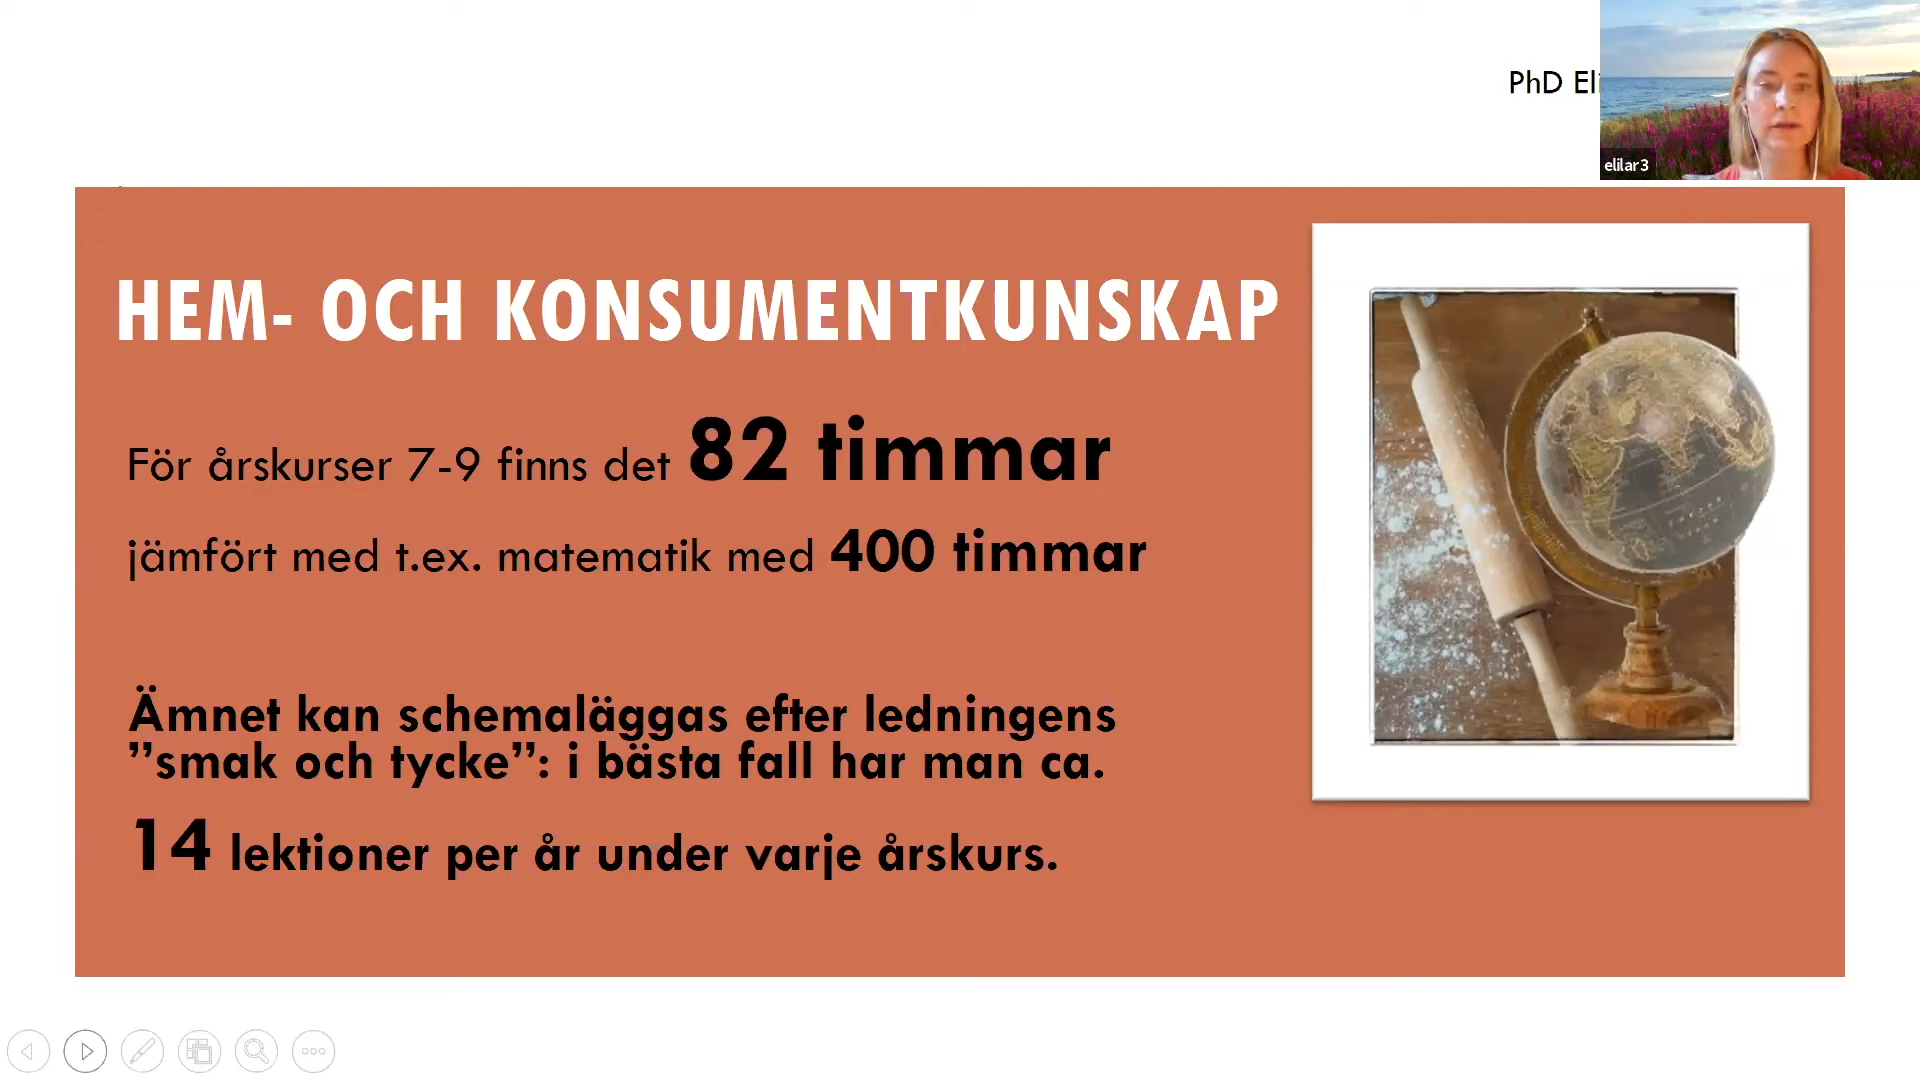 PhD Eli
elilar3
HEM- OCH KONSUMENTKUNSKAP
För årskurser 7-9 finns det 82 timmar
jämfört med t.ex. matematik med 400 timmar
Ämnet kan schemaläggas efter ledningens
”smak och tycke”: i bästa fall har man ca.
14 lektioner per år under varje årskurs.